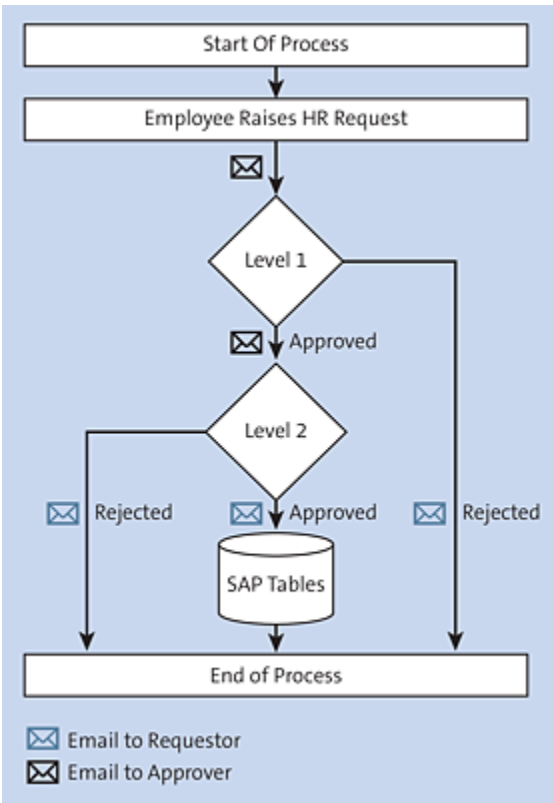 Start Of Process
Employee Raises HR Request
Level 1
Approved
Level 2
Rejected
Approved
Rejected
SAP Tables
End of Process
Email to Requestor
Email to Approver